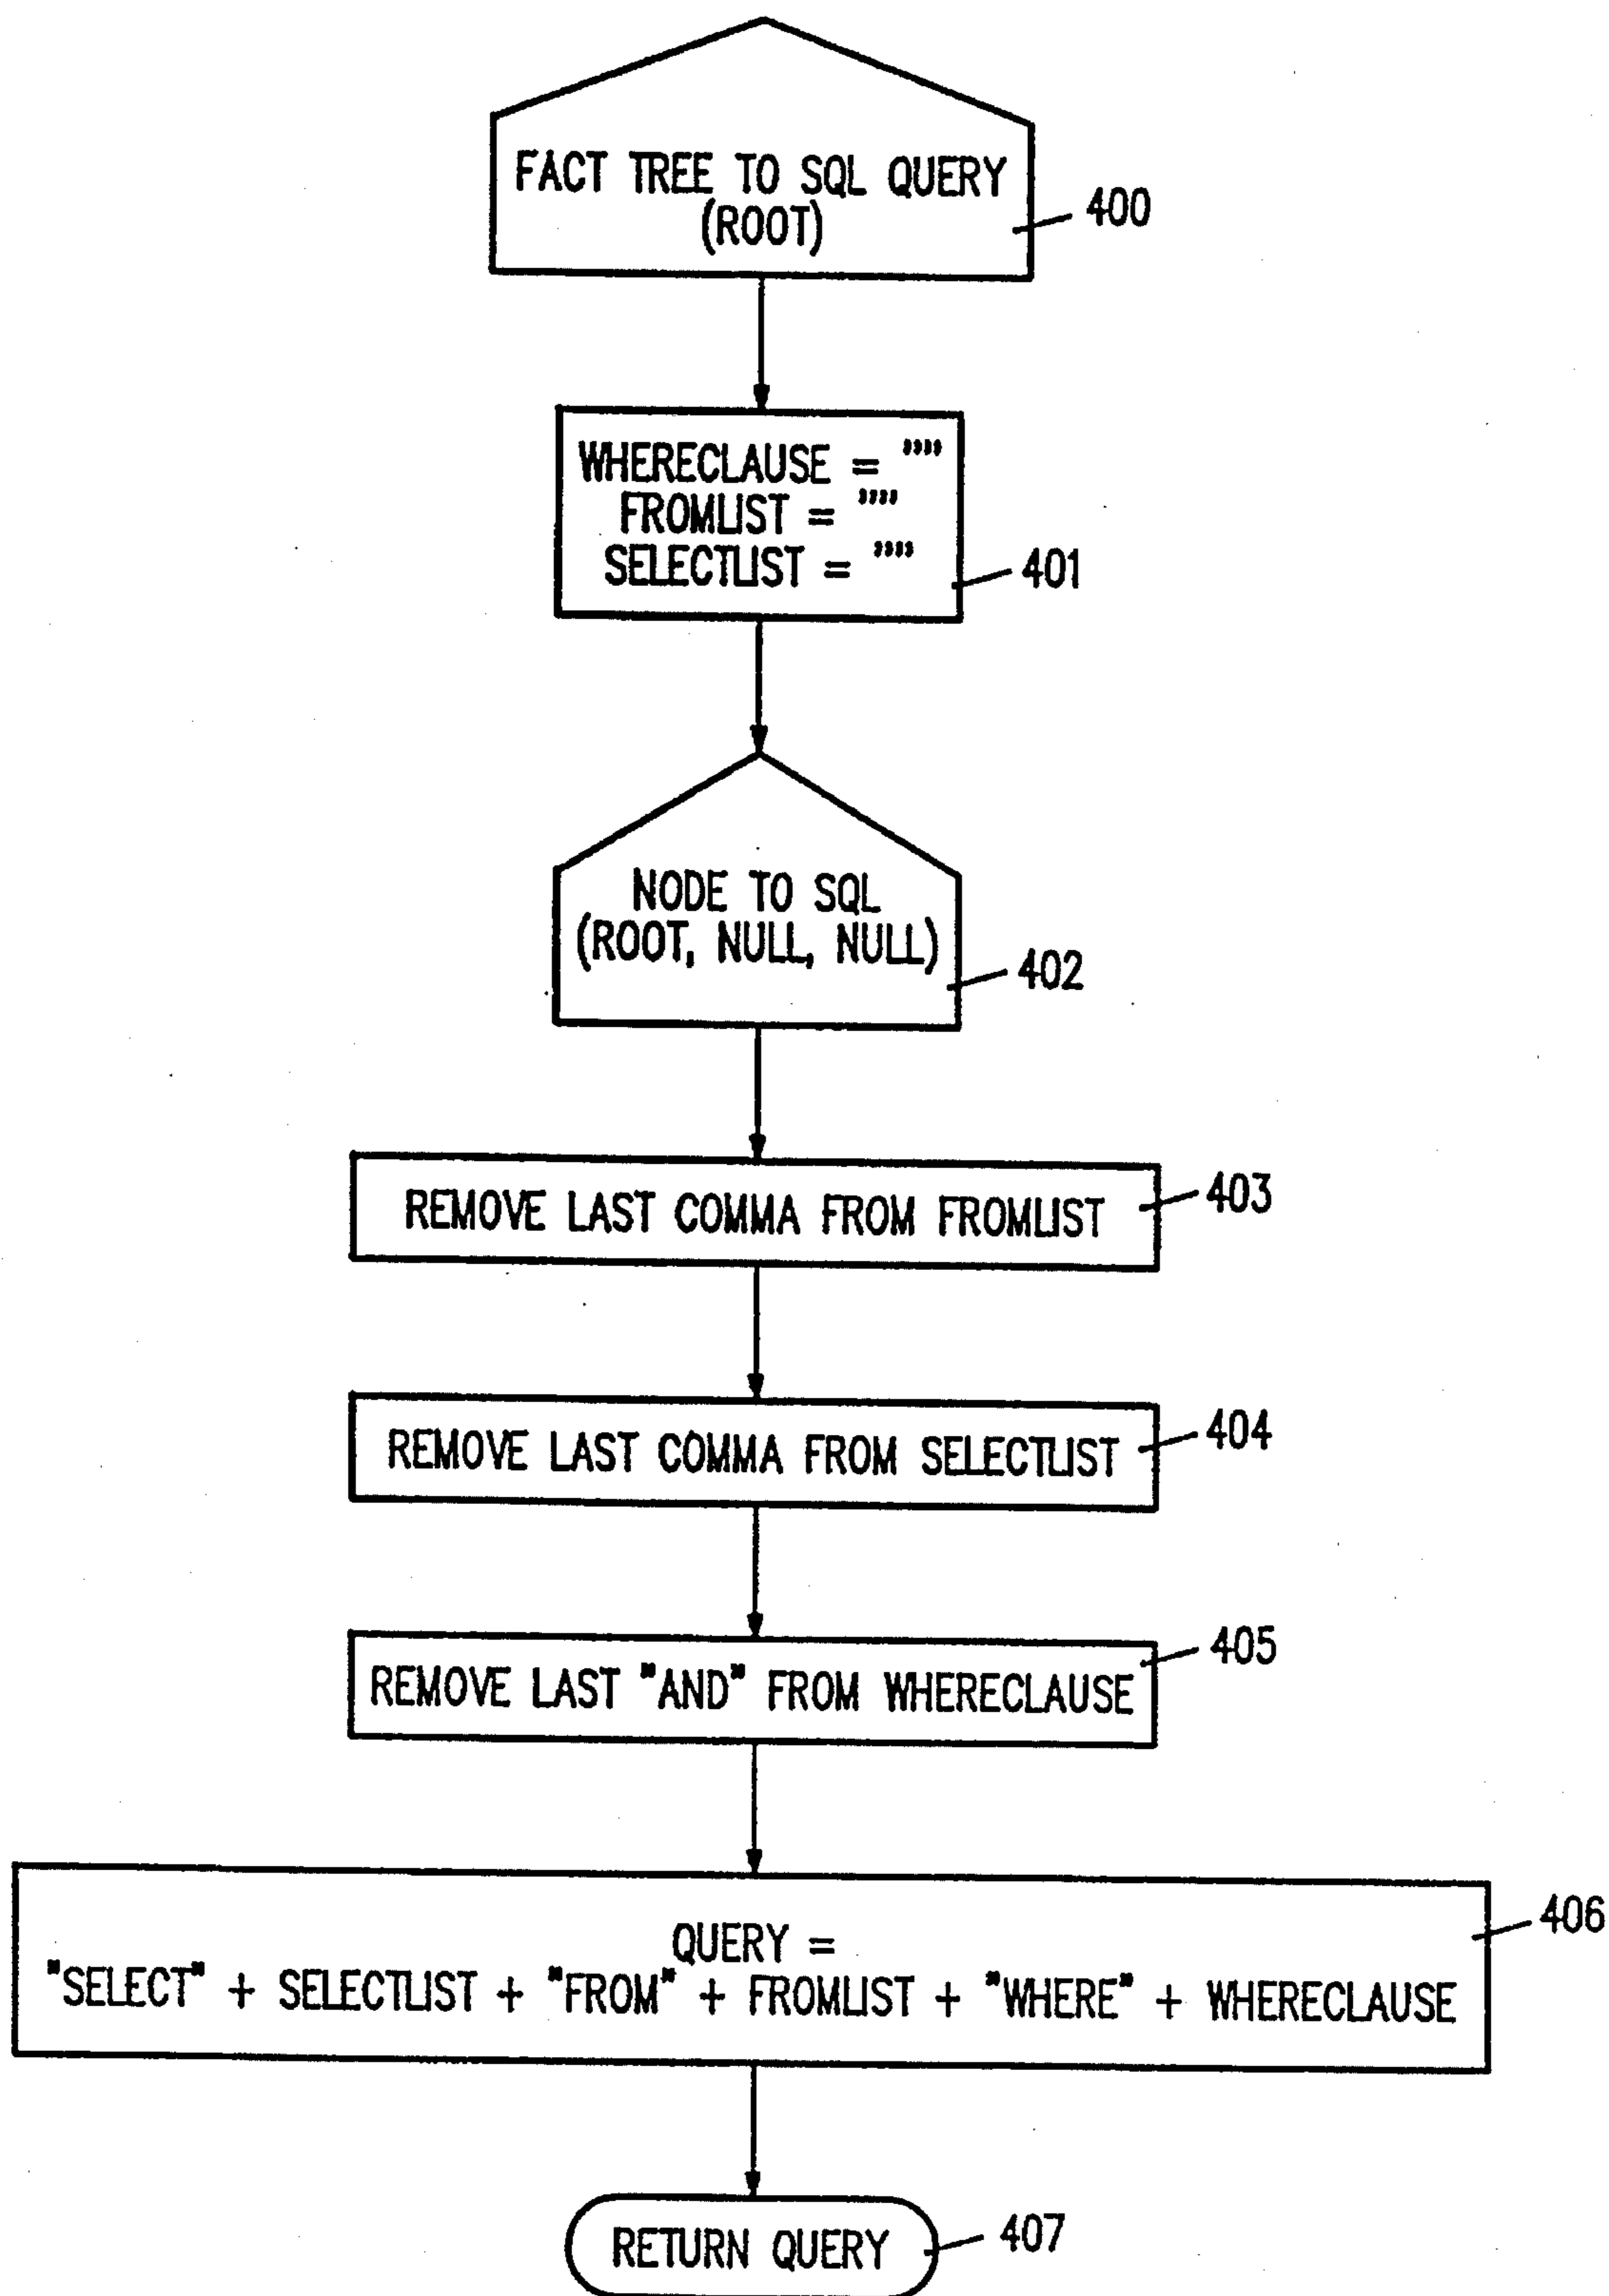 FACT TREE TO SQL QUERY
(ROOT)
400
WHERECLAUSE = ""
FROMLIST = ""
SELECTLIST = ""
401
NODE TO SQL
(ROOT, NULL, NULL)
402
REMOVE LAST COMMA FROM FROMLIST
403
REMOVE LAST COMMA FROM SELECTLIST
404
REMOVE LAST "AND" FROM WHERECLAUSE
405
QUERY =
"SELECT" + SELECTLIST + "FROM" + FROMLIST + "WHERE" + WHERECLAUSE
406
RETURN QUERY
407